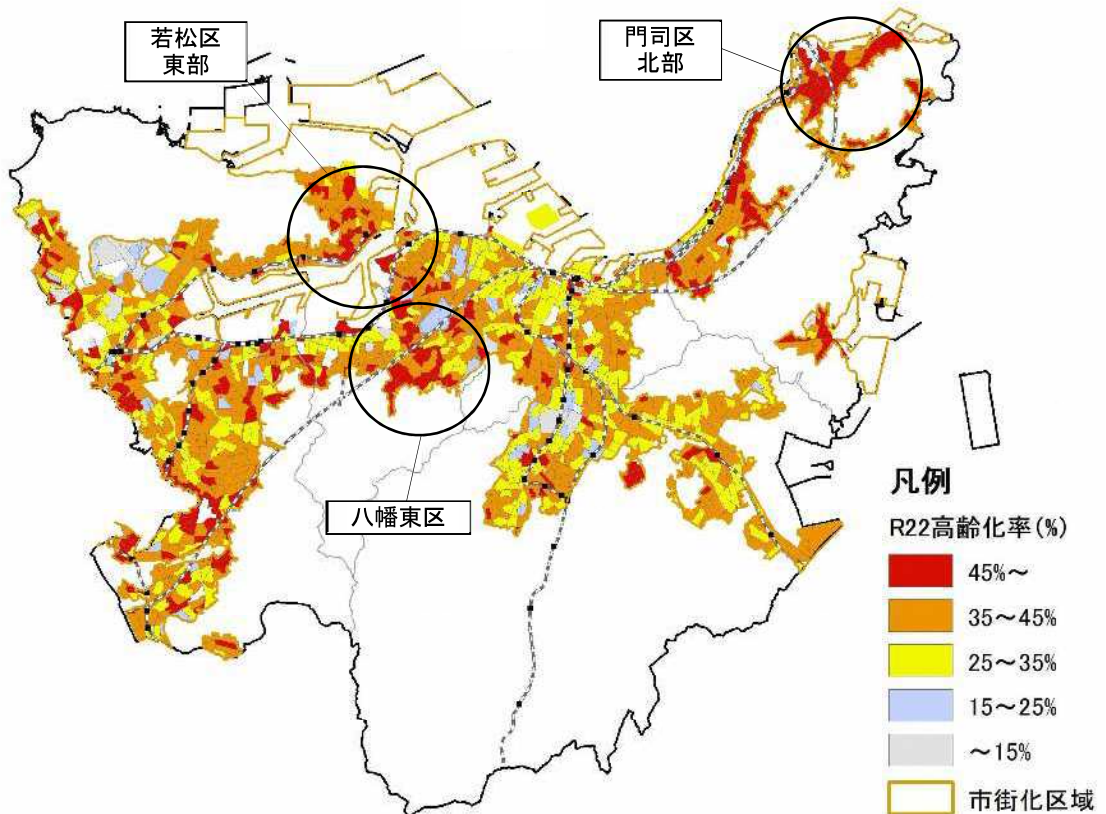 若松区
東部
門司区
北部
八幡東区
凡例
R22高齢化率(%)
45%～
35～45%
25～35%
15～25%
～15%
市街化区域